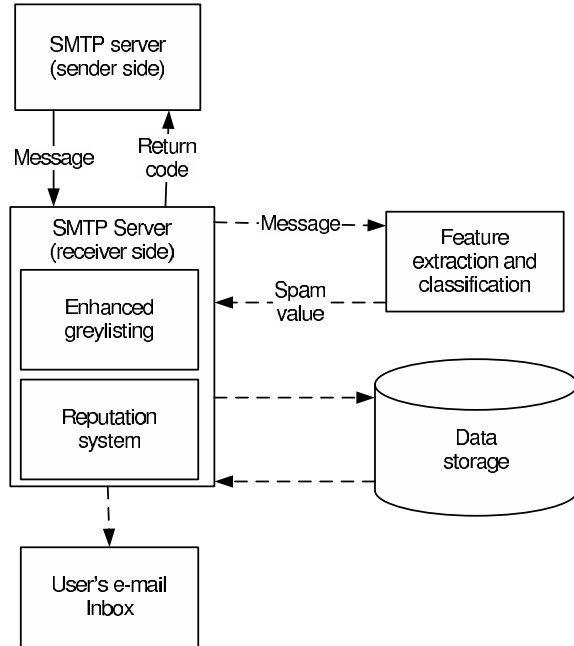 SMTP server
(sender side)
Message
Return
code
SMTP Server
(receiver side)
Message
Feature
extraction and
classification
Spam
value
Enhanced
greylisting
Reputation
system
Data
storage
User's e-mail
Inbox